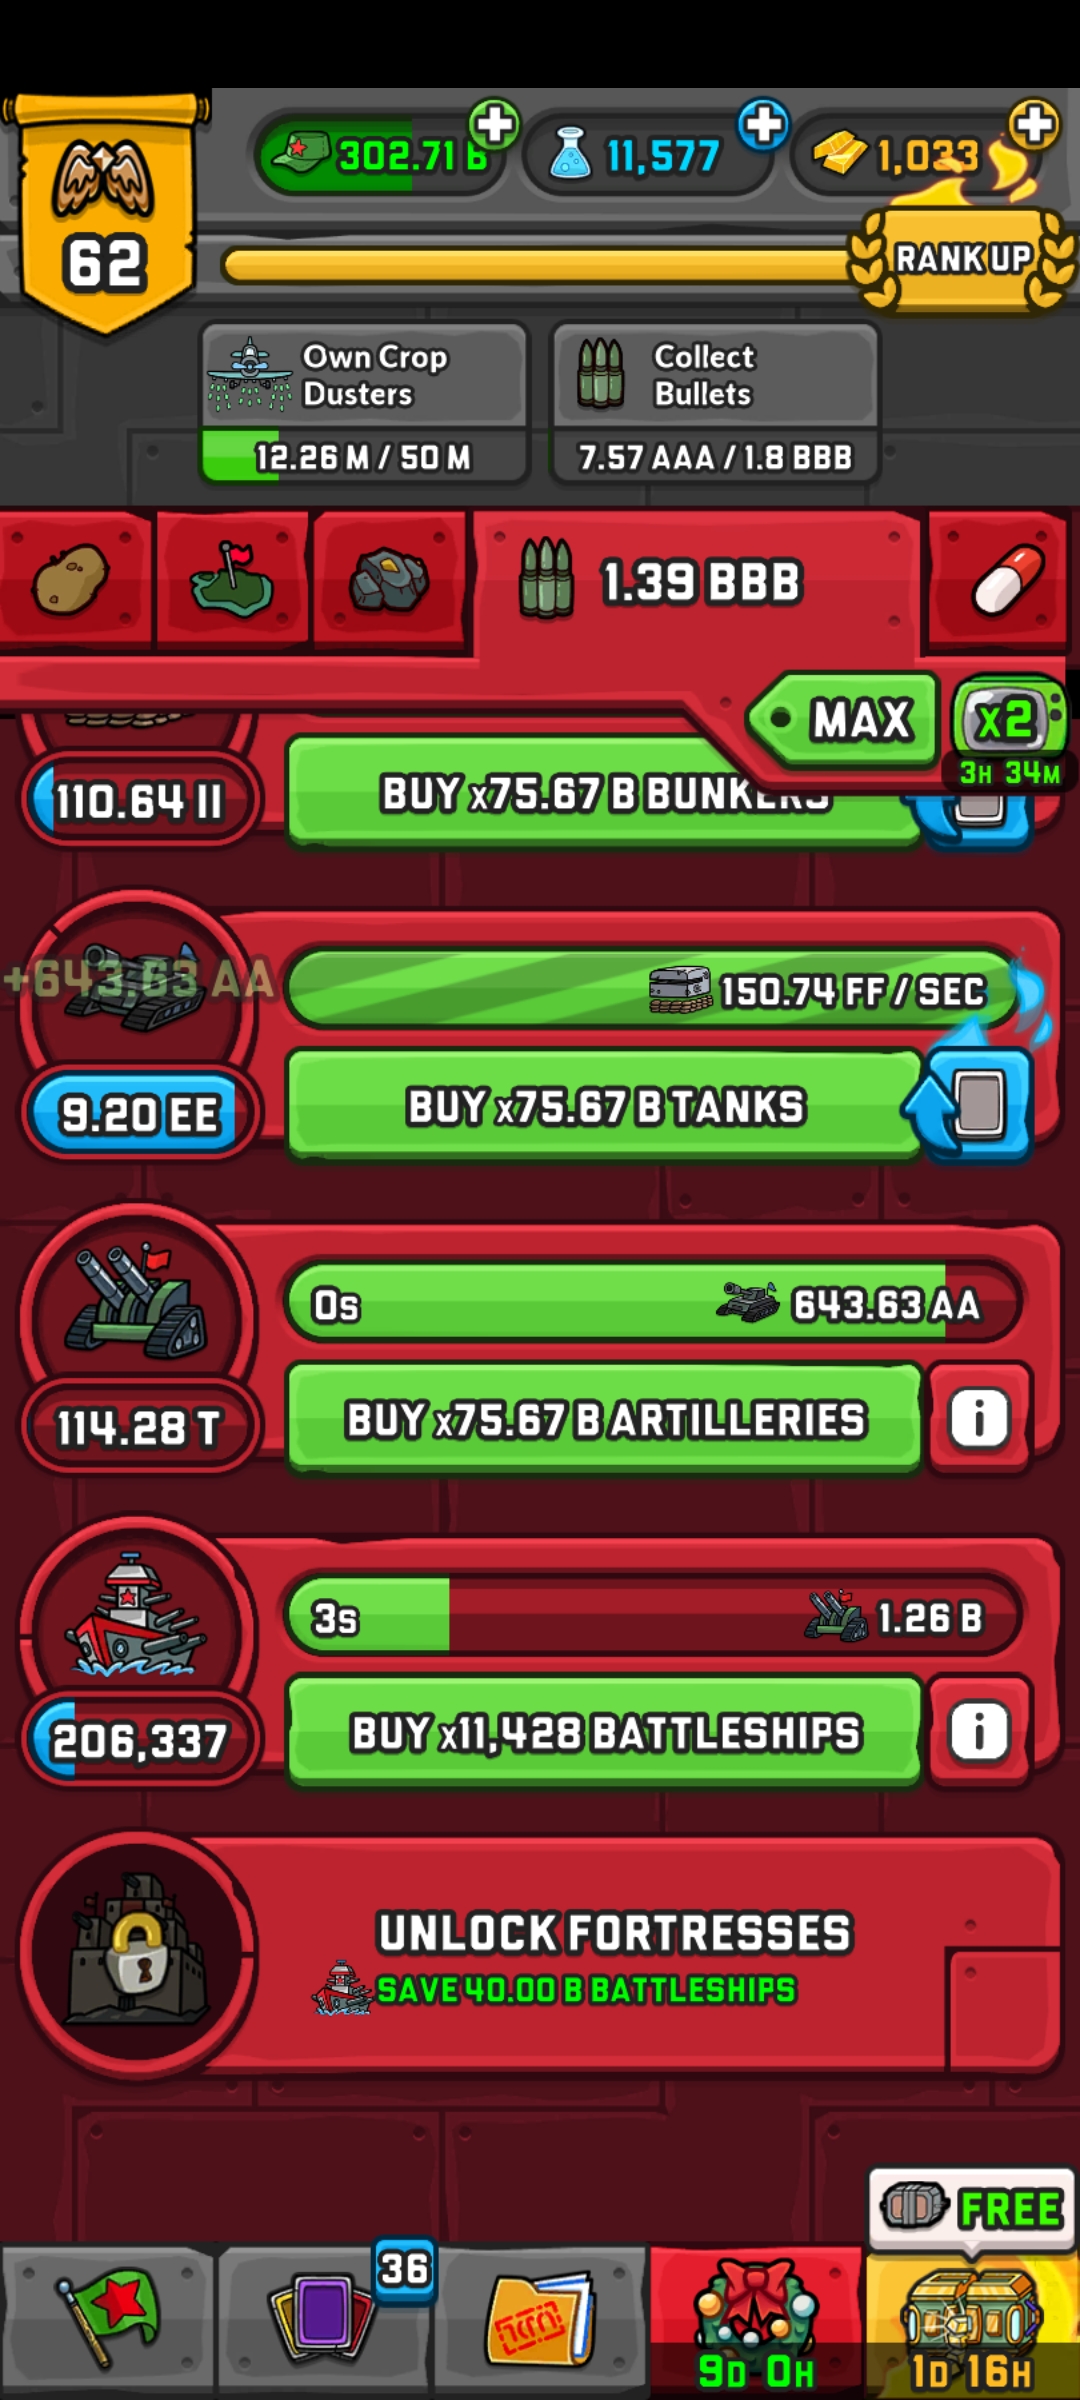 302.71 B
11,577
1,033
62
RANK UP
Own Crop
Dusters
12.26 M / 50 M
Collect
Bullets
7.57 AAA / 1.8 BBB
1.39 BBB
MAX
x2
3H 34M
110.64 II
BUY x75.67 B BUNKERS
+643.63 AA
150.74 FF / SEC
9.20 EE
BUY x75.67 B TANKS
0s
643.63 AA
114.28 T
BUY x75.67 B ARTILLERIES
3s
1.26 B
206,337
BUY x11,428 BATTLESHIPS
UNLOCK FORTRESSES
SAVE 40.00 B BATTLESHIPS
FREE
36
9D 0H
1D 16H